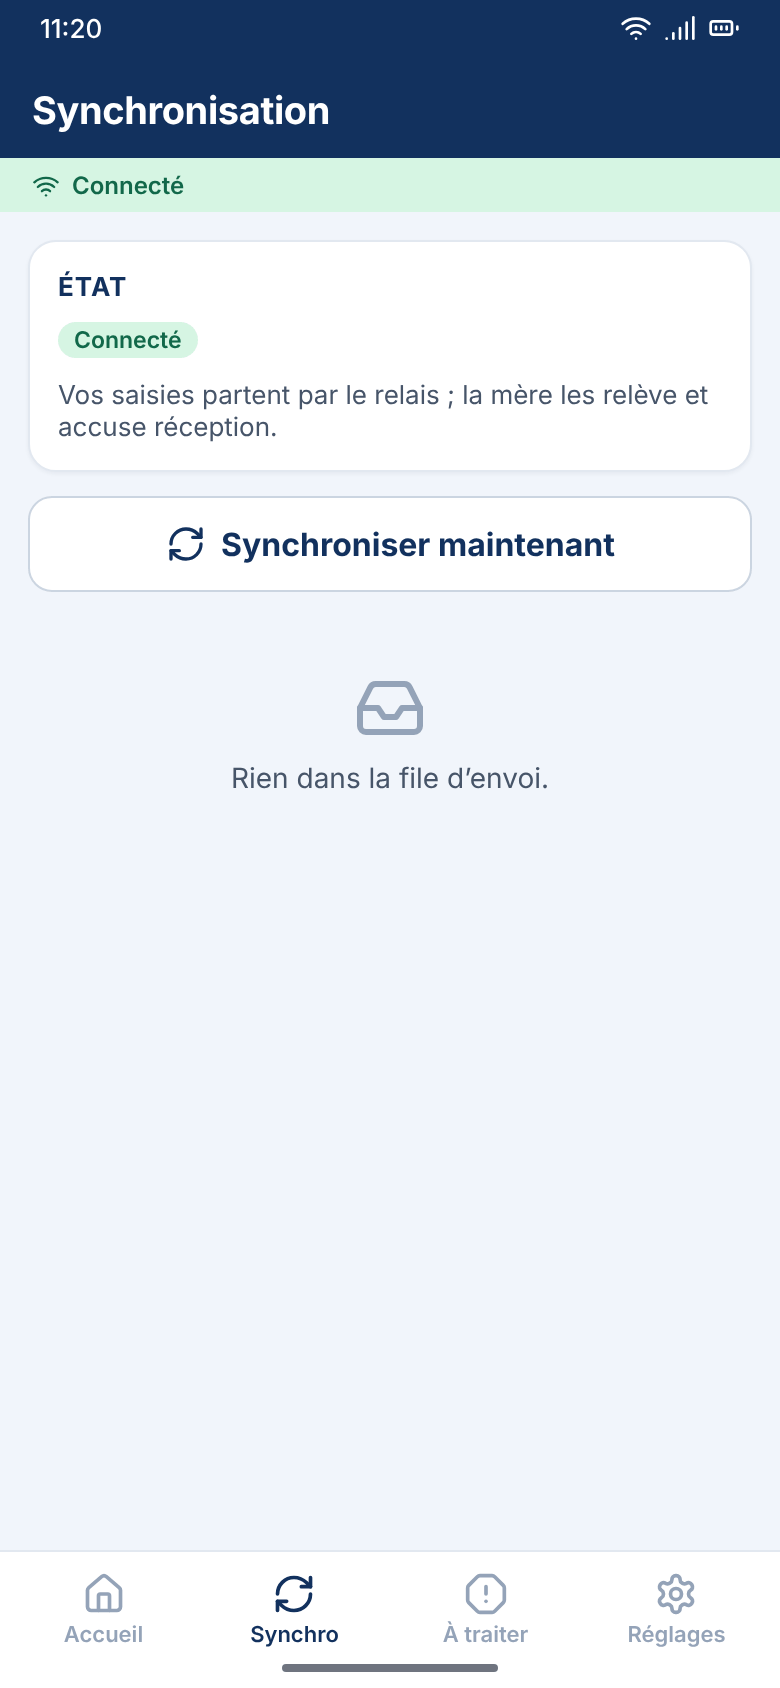 11:20
Synchronisation
Connecté
ÉTAT
Connecté
Vos saisies partent par le relais ; la mère les relève et
accuse réception.
Synchroniser maintenant
Rien dans la file d’envoi.
Accueil
Synchro
À traiter
Réglages